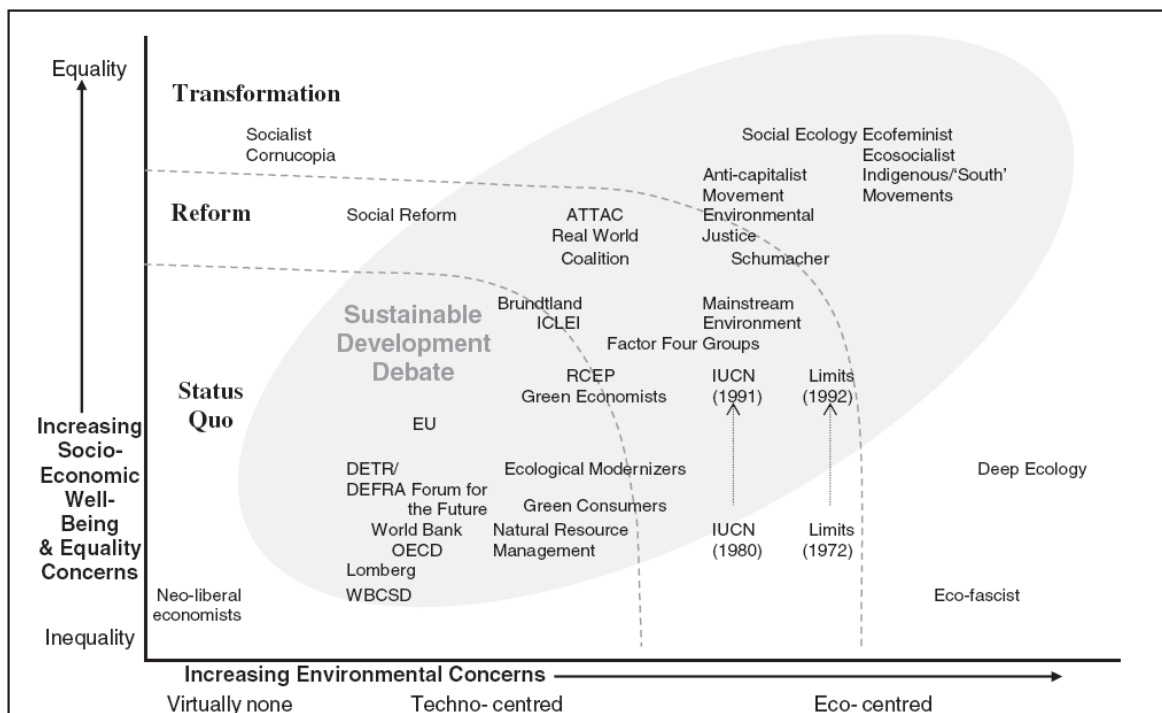 Equality
Transformation
Socialist
Cornucopia
Social Ecology
Ecofeminist
Ecosocialist
Indigenous/‘South’
Movements
Anti-capitalist
Movement
Environmental
Justice
Reform
Social Reform
ATTAC
Real World
Coalition
Schumacher
Sustainable
Development
Debate
Brundtland
ICLEI
Mainstream
Environment
Factor Four Groups
Status
Quo
RCEP
Green Economists
IUCN
(1991)
Limits
(1992)
EU
Increasing
Socio-
Economic
Well-
Being
& Equality
Concerns
DETR/
DEFRA
Forum for
the Future
Ecological Modernizers
Deep Ecology
Green Consumers
World Bank
OECD
Natural Resource
Management
IUCN
(1980)
Limits
(1972)
Lomberg
WBCSD
Neo-liberal
economists
Eco-fascist
Inequality
Increasing Environmental Concerns
Virtually none
Techno- centred
Eco- centred